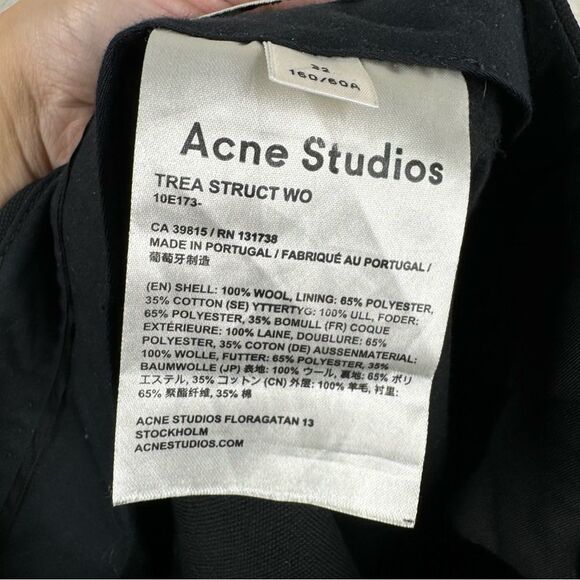 32
160/60A
Acne Studios
TREA STRUCT WO
10E173-
CA 39815 / RN 131738
MADE IN PORTUGAL / FABRIQUÉ AU PORTUGAL /
葡萄牙制造
(EN) SHELL: 100% WOOL, LINING: 65% POLYESTER,
35% COTTON (SE) YTTERTYG: 100% ULL, FODER:
65% POLYESTER, 35% BOMULL (FR) COQUE
EXTÉRIEURE: 100% LAINE, DOUBLURE: 65%
POLYESTER, 35% COTON (DE) AUSSENMATERIAL:
100% WOLLE, FUTTER: 65% POLYESTER, 35%
BAUMWOLLE (JP) 表地: 100% ウール, 裏地: 65% ポリ
エステル, 35% コットン (CN) 外层: 100% 羊毛, 衬里:
65% 聚酯纤维, 35% 棉
ACNE STUDIOS FLORAGATAN 13
STOCKHOLM
ACNESTUDIOS.COM